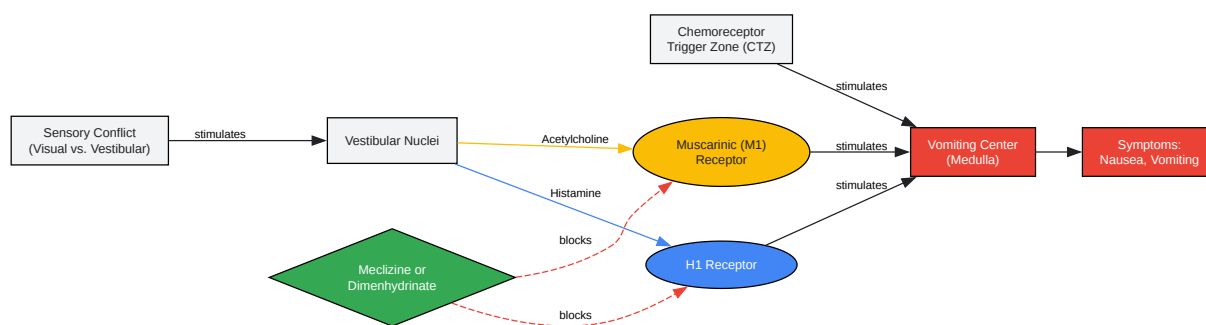 Chemoreceptor
Trigger Zone (CTZ)
stimulates
Sensory Conflict
(Visual vs. Vestibular)
stimulates
Vestibular Nuclei
Acetylcholine
Muscarinic (M1)
Receptor
stimulates
Vomiting Center
(Medulla)
Symptoms:
Nausea, Vomiting
Histamine
stimulates
blocks
H1 Receptor
Meclizine or
Dimenhydrinate
blocks